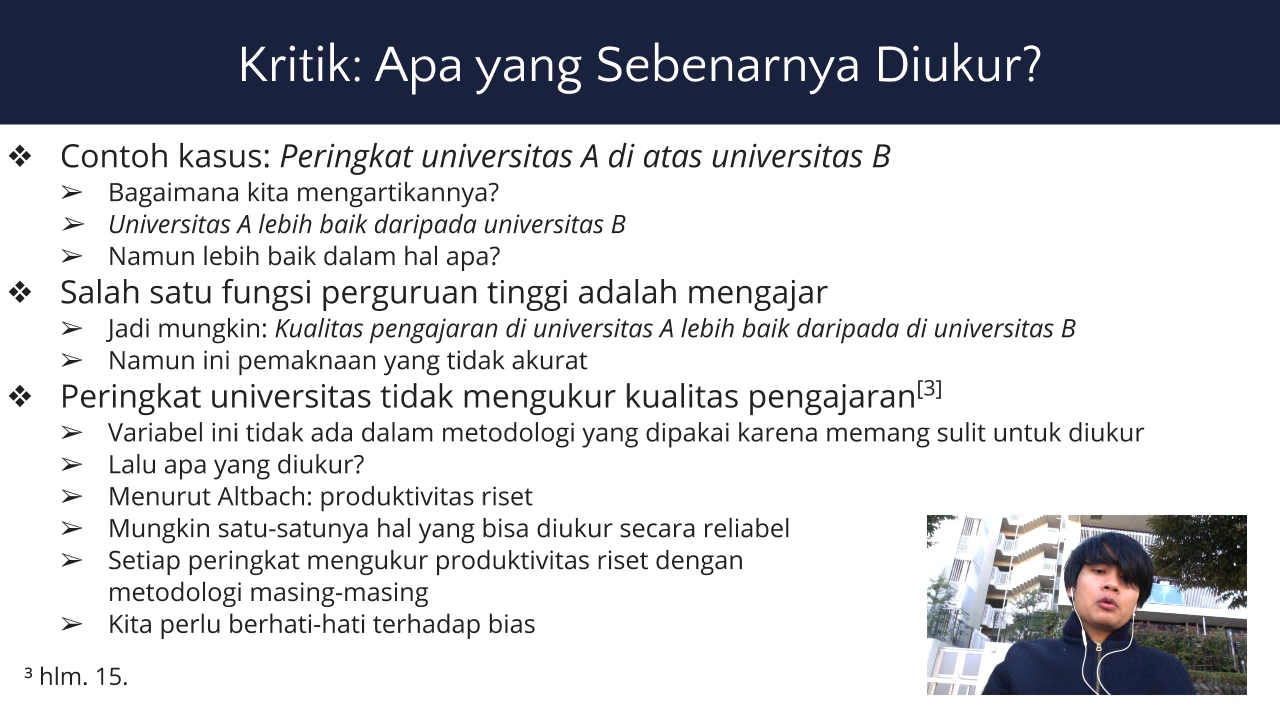 Kritik: Apa yang Sebenarnya Diukur?
❖ Contoh kasus: Peringkat universitas A di atas universitas B
➢ Bagaimana kita mengartikannya?
➢ Universitas A lebih baik daripada universitas B
➢ Namun lebih baik dalam hal apa?
❖ Salah satu fungsi perguruan tinggi adalah mengajar
➢ Jadi mungkin: Kualitas pengajaran di universitas A lebih baik daripada di universitas B
➢ Namun ini pemaknaan yang tidak akurat
❖ Peringkat universitas tidak mengukur kualitas pengajaran[3]
➢ Variabel ini tidak ada dalam metodologi yang dipakai karena memang sulit untuk diukur
➢ Lalu apa yang diukur?
➢ Menurut Altbach: produktivitas riset
➢ Mungkin satu-satunya hal yang bisa diukur secara reliabel
➢ Setiap peringkat mengukur produktivitas riset dengan
metodologi masing-masing
➢ Kita perlu berhati-hati terhadap bias
³ hlm. 15.